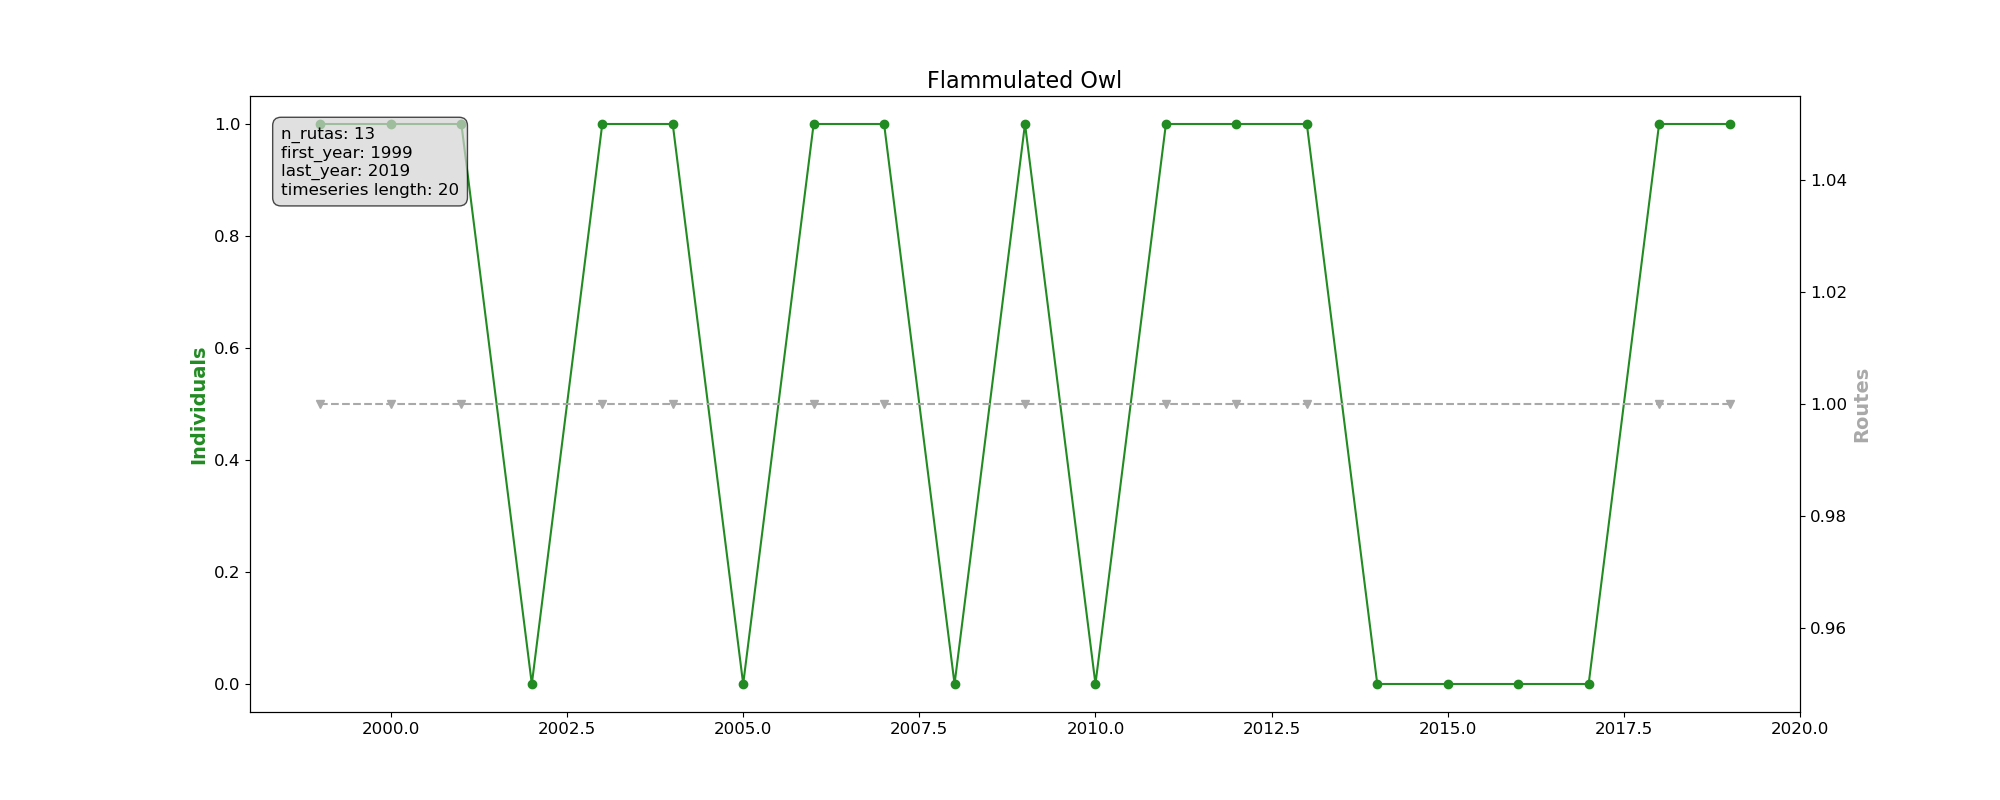 Flammulated Owl
n_rutas: 13
first_year: 1999
last_year: 2019
timeseries length: 20
Individuals
1.0
0.8
0.6
0.4
0.2
0.0
1.04
1.02
1.00
0.98
0.96
Routes
2000.0 2002.5 2005.0 2007.5 2010.0 2012.5 2015.0 2017.5 2020.0